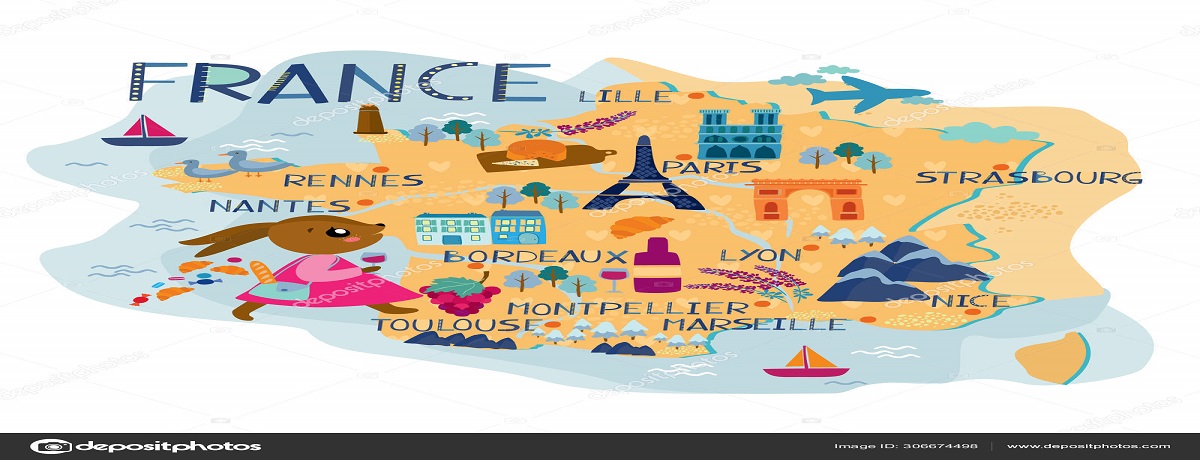 FRANCE
LILLE
PARIS
RENNES
STRASBOURG
NANTES
BORDEAUX
LYON
NICE
MONTPELLIER
TOULOUSE
MARSEILLE
depositphotos
Image ID: 306674498
www.depositphotos.com